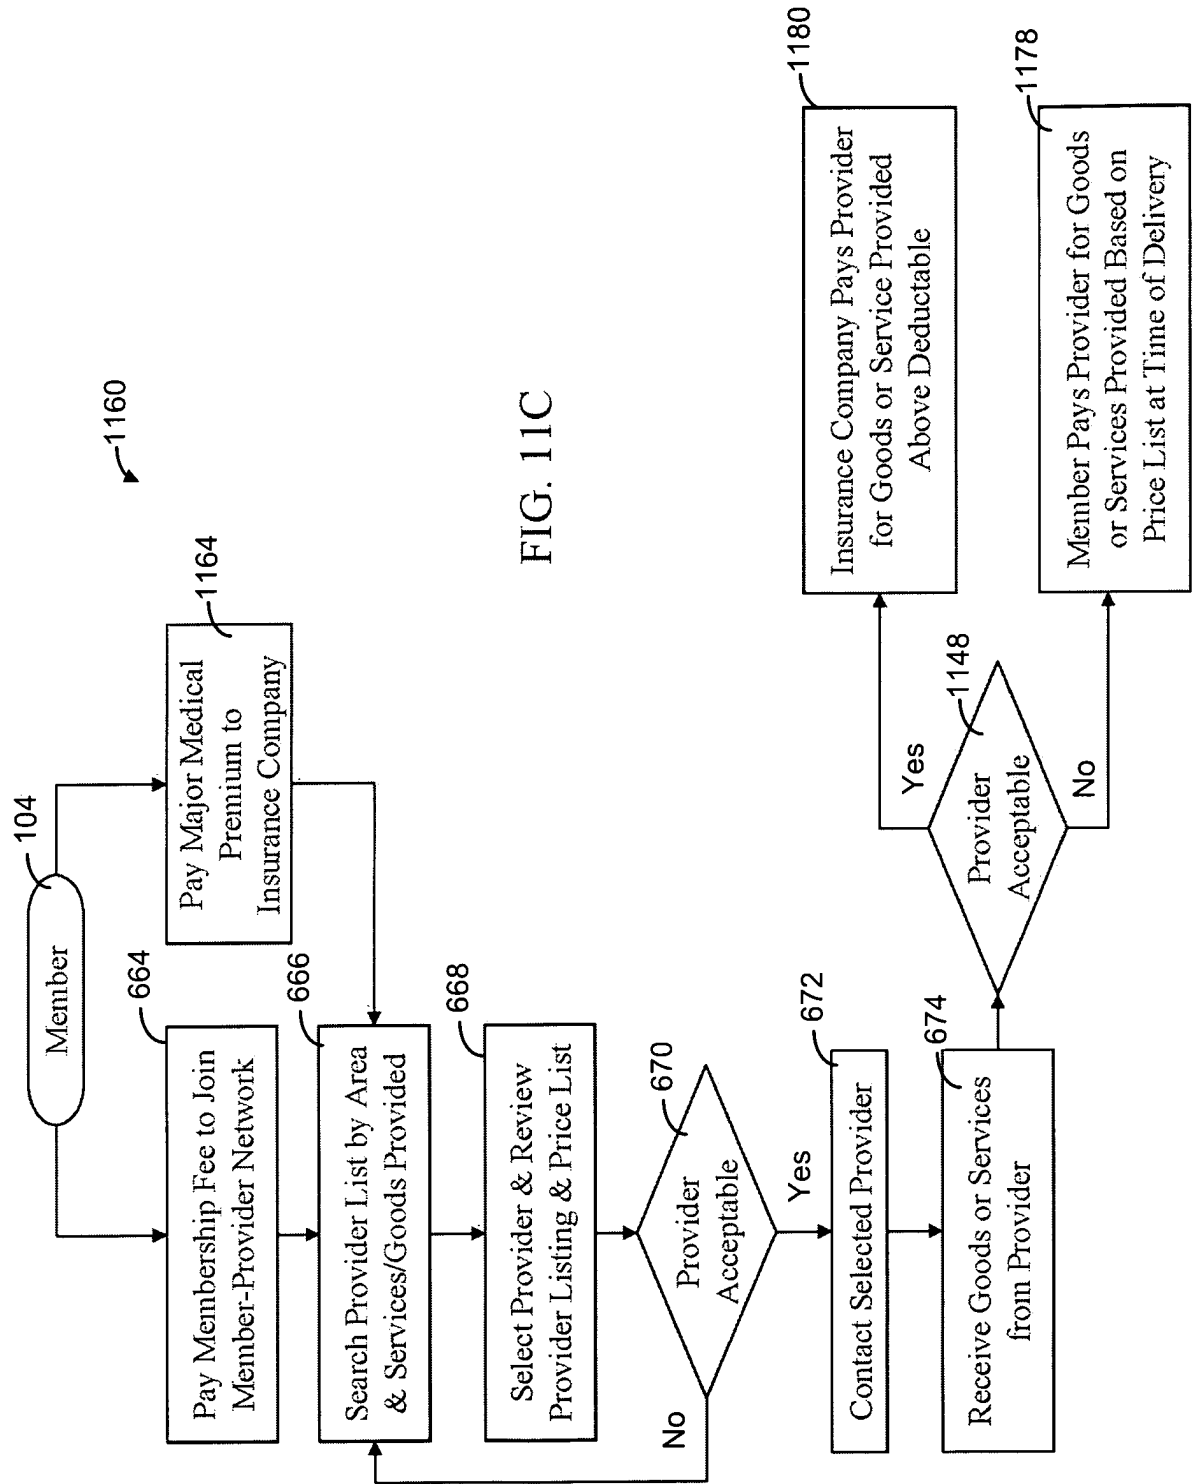 1160
104
Member
664
Pay Membership Fee to Join
Member-Provider Network
1164
Pay Major Medical
Premium to
Insurance Company
666
Search Provider List by Area
& Services/Goods Provided
668
Select Provider & Review
Provider Listing & Price List
670
Provider
Acceptable
No
Yes
672
Contact Selected Provider
674
Receive Goods or Services
from Provider
1148
Provider
Acceptable
Yes
No
1180
Insurance Company Pays Provider
for Goods or Service Provided
Above Deductable
1178
Member Pays Provider for Goods
or Services Provided Based on
Price List at Time of Delivery
FIG. 11C